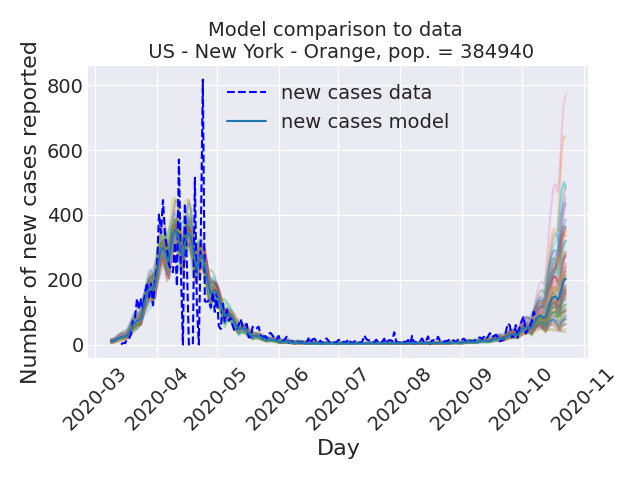 Model comparison to data
US - New York - Orange, pop. = 384940
Number of new cases reported
800
600
400
200
0
new cases data
new cases model
2020-03
2020-04
2020-05
2020-06
2020-07
2020-08
2020-09
2020-10
2020-11
Day